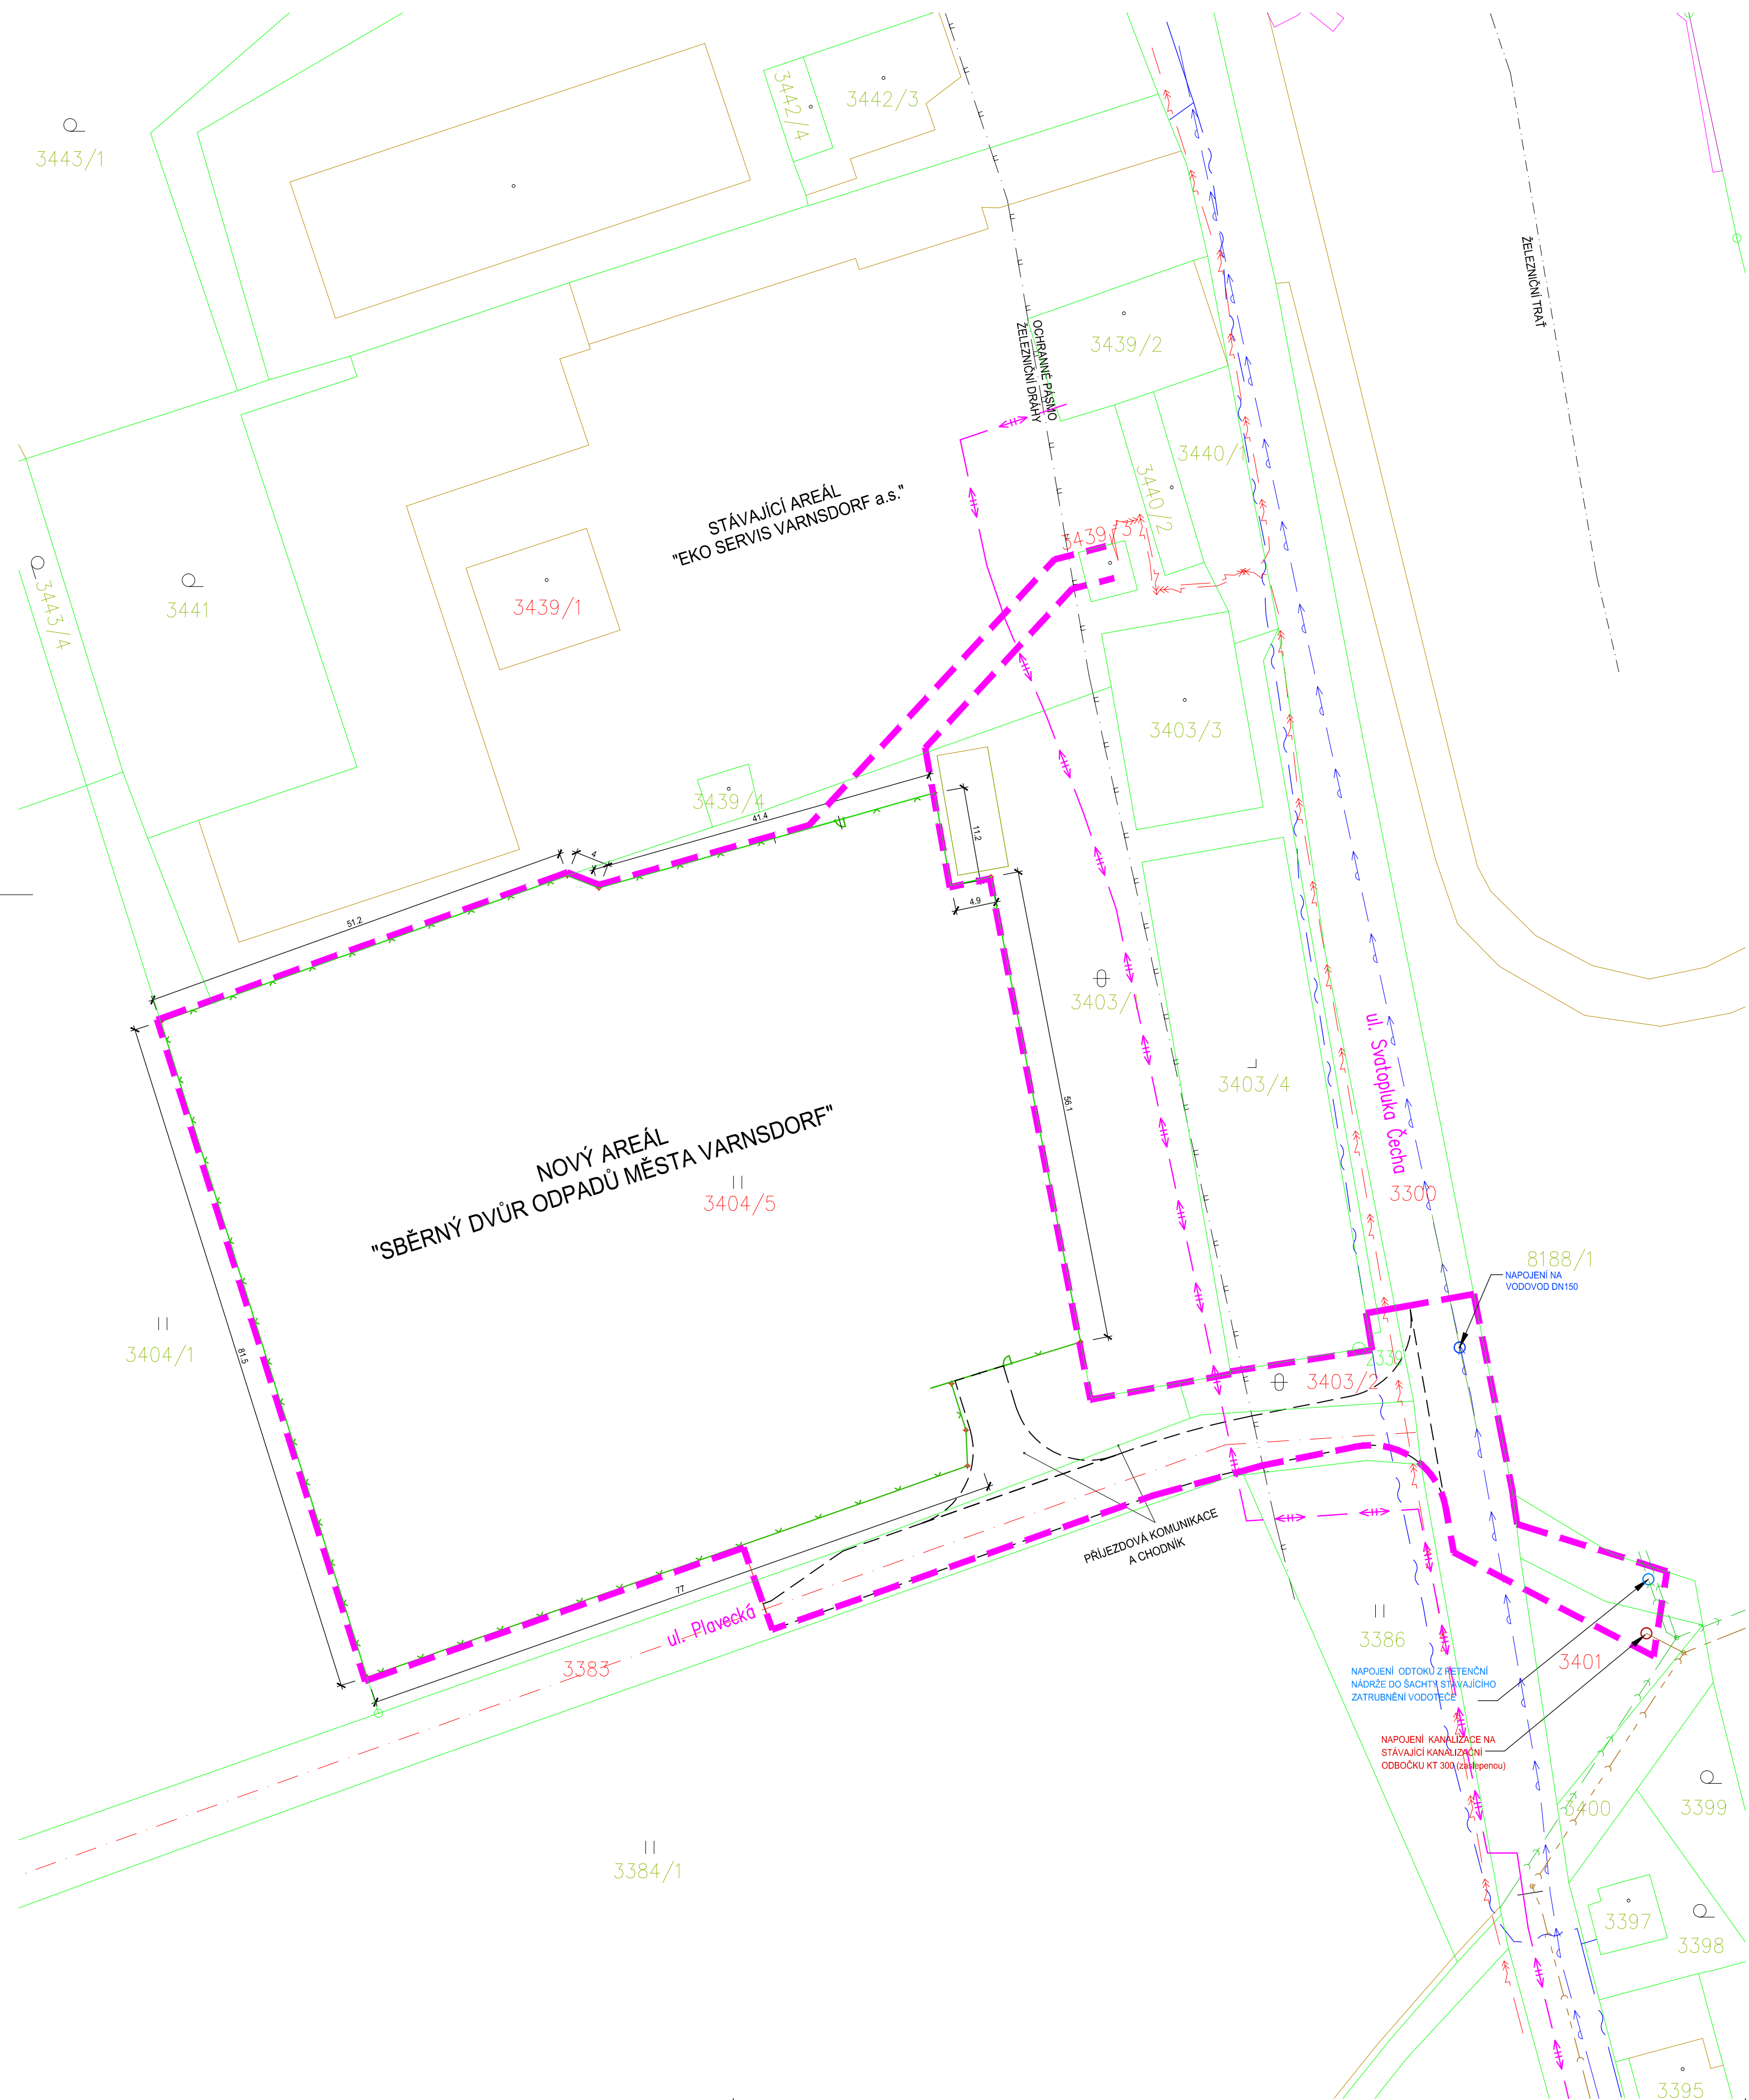 3442/4
3442/3
3443/1
ŽELEZNIČNÍ TRAŤ
OCHRANNÉ PÁSMO
ŽELEZNIČNÍ DRÁHY
3439/2
3440/1
3440/2
STÁVAJÍCÍ AREÁL
"EKO SERVIS VARNSDORF a.s."
3439/3
3443/4
3441
3439/1
3403/3
3439/4
41.4
11.2
4
51.2
4.9
3403/1
ul. Svatopluka Čecha
3403/4
56.1
NOVÝ AREÁL
"SBĚRNÝ DVŮR ODPADŮ MĚSTA VARNSDORF"
3404/5
3300
8188/1
NAPOJENÍ NA
VODOVOD DN150
3404/1
81.5
2339
3403/2
PŘÍJEZDOVÁ KOMUNIKACE
A CHODNÍK
77
ul. Plavecká
3383
3386
3401
NAPOJENÍ ODTOKU Z RETENČNÍ
NÁDRŽE DO ŠACHTY STÁVAJÍCÍHO
ZATRUBNĚNÍ VODOTEČE
NAPOJENÍ KANALIZACE NA
STÁVAJÍCÍ KANALIZAČNÍ
ODBOČKU KT 300 (zaslepenou)
3400
3399
3384/1
3397
3398
3395